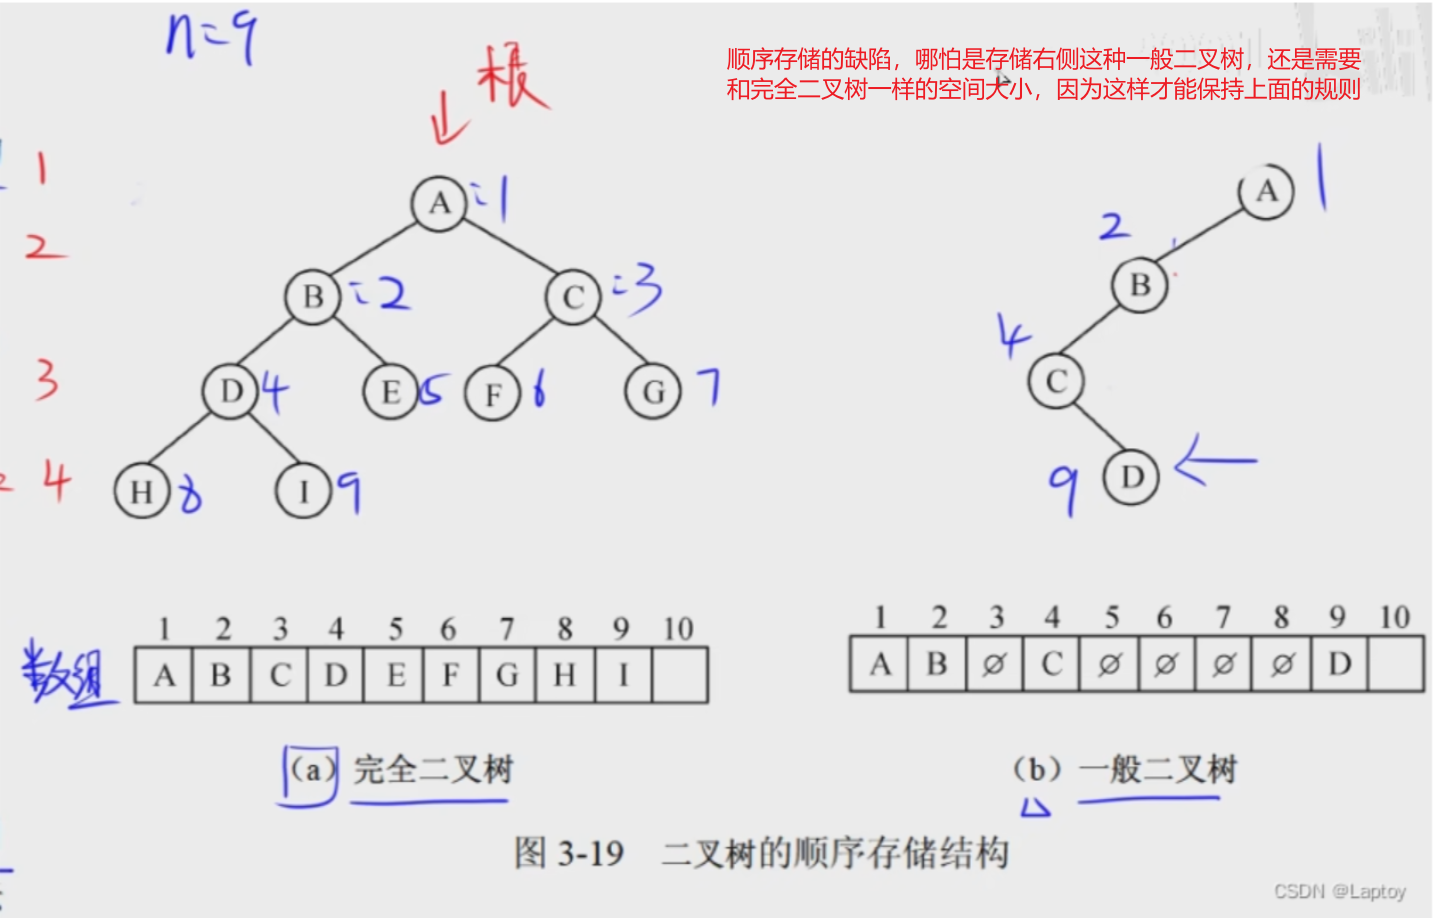 n=9
根
顺序存储的缺陷，哪怕是存储右侧这种一般二叉树，还是需要
和完全二叉树一样的空间大小，因为这样才能保持上面的规则
1
2
3
4
A =1
B =2
C =3
D 4
E 5
F 6
G 7
H 8
I 9
A 1
2 B
4 C
9 D
数组
1 2 3 4 5 6 7 8 9 10
A B C D E F G H I
1 2 3 4 5 6 7 8 9 10
A B ∅ C ∅ ∅ ∅ ∅ D
（a）完全二叉树
（b）一般二叉树
图 3-19 二叉树的顺序存储结构
CSDN @Laptoy